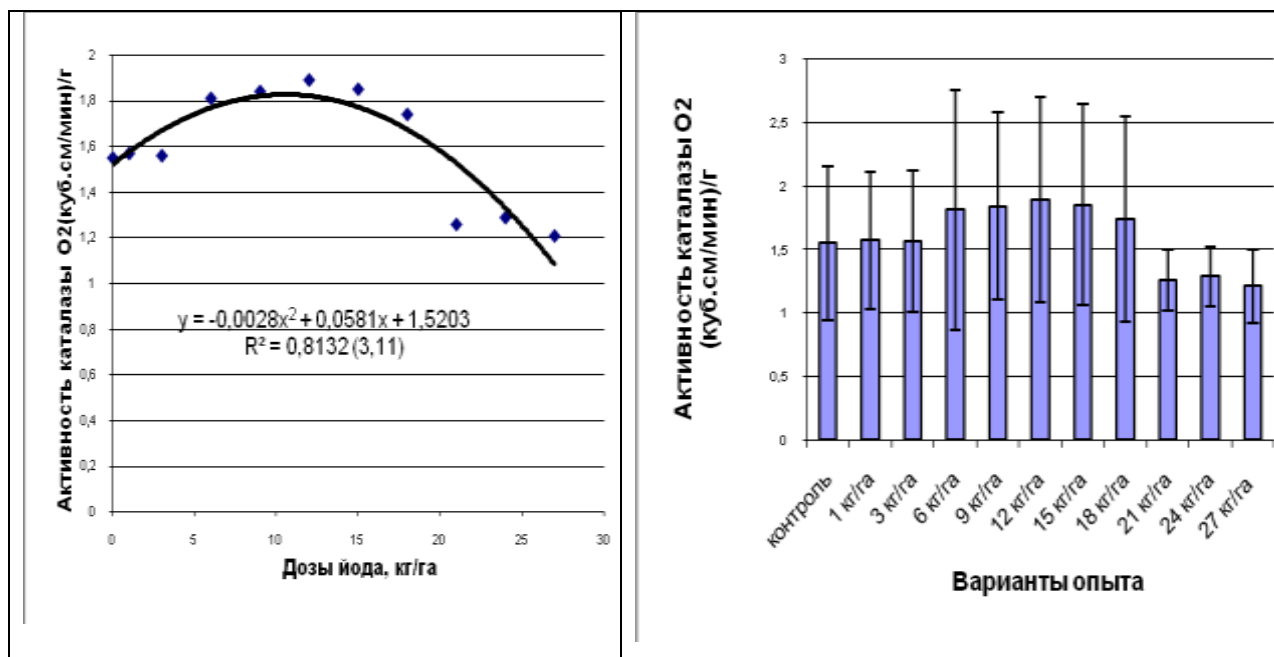 Активность каталазы O2(куб.см/мин)/г
2
1,8
1,6
1,4
1,2
1
0,8
0,6
0,4
0,2
0
y = -0,0028x² + 0,0581x + 1,5203
R² = 0,8132 (3,11)
0 5 10 15 20 25 30
Дозы йода, кг/га
Активность каталазы O2
(куб.см/мин)/г
3
2,5
2
1,5
1
0,5
0
контроль
1 кг/га
3 кг/га
6 кг/га
9 кг/га
12 кг/га
15 кг/га
18 кг/га
21 кг/га
24 кг/га
27 кг/га
Варианты опыта